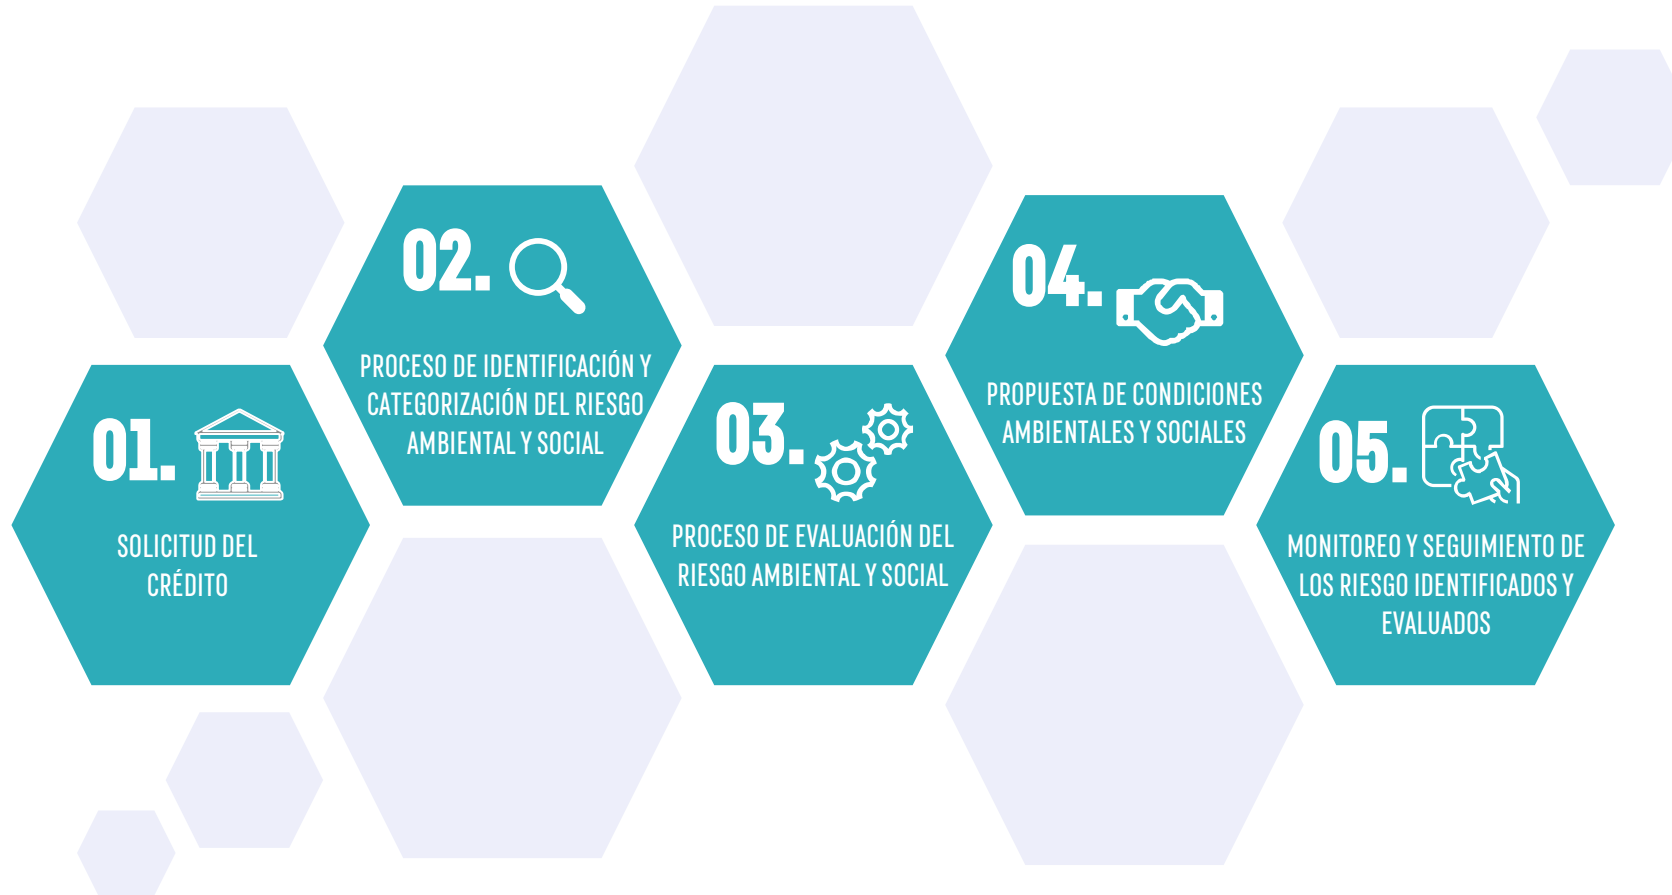 01.
SOLICITUD DEL
CRÉDITO
02.
PROCESO DE IDENTIFICACIÓN Y
CATEGORIZACIÓN DEL RIESGO
AMBIENTAL Y SOCIAL
03.
PROCESO DE EVALUACIÓN DEL
RIESGO AMBIENTAL Y SOCIAL
04.
PROPUESTA DE CONDICIONES
AMBIENTALES Y SOCIALES
05.
MONITOREO Y SEGUIMIENTO DE
LOS RIESGO IDENTIFICADOS Y
EVALUADOS